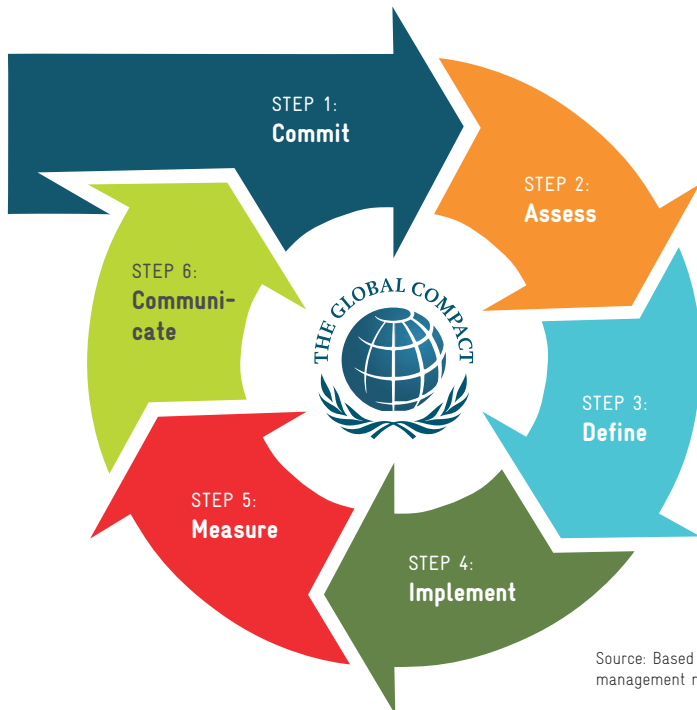 STEP 1:
Commit
STEP 2:
Assess
STEP 6:
Communi-
cate
THE GLOBAL COMPACT
STEP 3:
Define
STEP 5:
Measure
STEP 4:
Implement
Source: Based
management